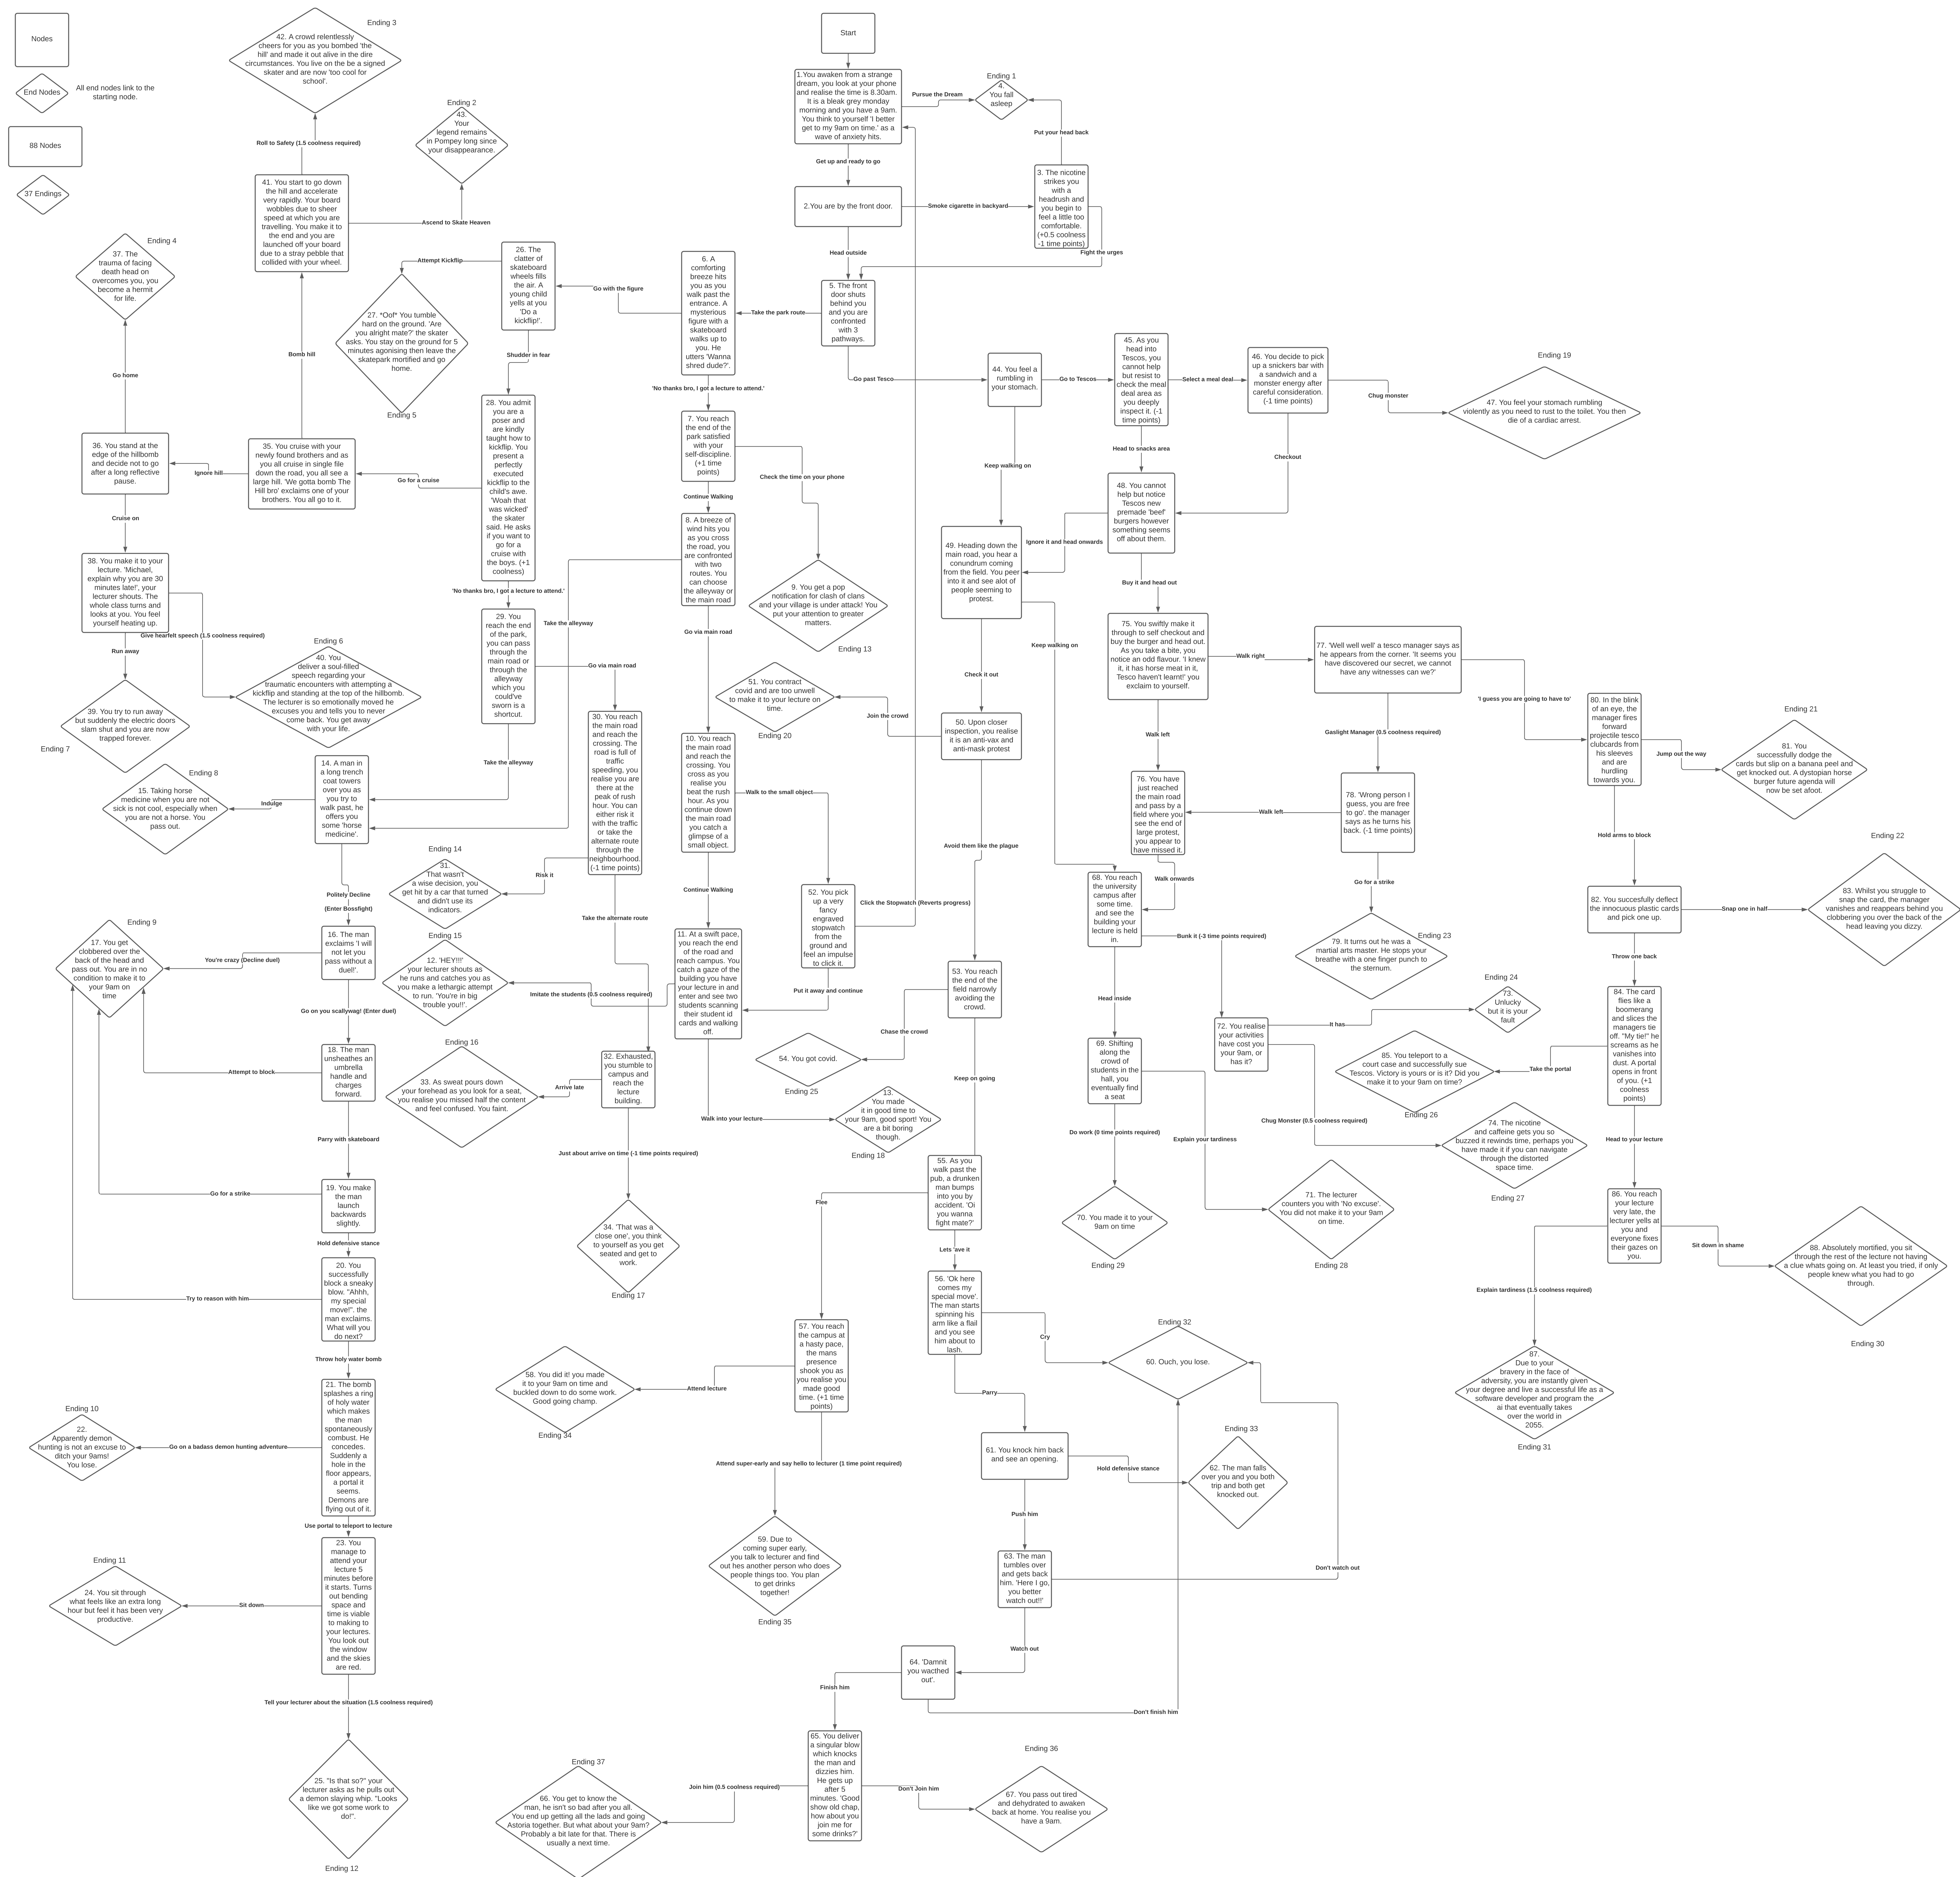 Nodes
End Nodes
All end nodes link to the
starting node.
88 Nodes
37 Endings
Start
1.You awaken from a strange
dream, you look at your phone
and realise the time is 8.30am.
It is a bleak grey monday
morning and you have a 9am.
You think to yourself 'I better
get to my 9am on time.' as a
wave of anxiety hits.
Pursue the Dream
Ending 1
4.
You fall
asleep
Put your head back
Get up and ready to go
2.You are by the front door.
Smoke cigarette in backyard
3. The nicotine
strikes you
with a
headrush and
you begin to
feel a little too
comfortable.
(+0.5 coolness
-1 time points)
Fight the urges
Head outside
5. The front
door shuts
behind you
and you are
confronted
with 3
pathways.
Take the park route
Go past Tesco
6. A
comforting
breeze hits
you as you
walk past the
entrance. A
mysterious
figure with a
skateboard
walks up to
you. He
utters 'Wanna
shred dude?'.
Go with the figure
'No thanks bro, I got a lecture to attend.'
7. You reach
the end of the
park satisfied
with your
self-discipline.
(+1 time
points)
Check the time on your phone
Continue Walking
8. A breeze of
wind hits you
as you cross
the road, you
are confronted
with two
routes. You
can choose
the alleyway or
the main road
Take the alleyway
Go via main road
9. You get a pop
notification for clash of clans
and your village is under attack! You
put your attention to greater
matters.
Ending 13
10. You reach
the main road
and reach the
crossing. You
cross as you
realise you
beat the rush
hour. As you
continue down
the main road
you catch a
glimpse of a
small object.
Walk to the small object
Continue Walking
52. You pick
up a very
fancy
engraved
stopwatch
from the
ground and
feel an impulse
to click it.
Click the Stopwatch (Reverts progress)
Put it away and continue
11. At a swift pace,
you reach the end
of the road and
reach campus. You
catch a gaze of the
building you have
your lecture in and
enter and see two
students scanning
their student id
cards and walking
off.
Imitate the students (0.5 coolness required)
Ending 15
12. 'HEY!!!'
your lecturer shouts as
he runs and catches you as
you make a lethargic attempt
to run. 'You're in big
trouble you!!'.
Walk into your lecture
13.
You made
it in good time to
your 9am, good sport! You
are a bit boring
though.
Ending 18
26. The
clatter of
skateboard
wheels fills
the air. A
young child
yells at you
'Do a
kickflip!'.
Attempt Kickflip
27. *Oof* You tumble
hard on the ground. 'Are
you alright mate?' the skater
asks. You stay on the ground for 5
minutes agonising then leave the
skatepark mortified and go
home.
Ending 5
Shudder in fear
28. You admit
you are a
poser and
are kindly
taught how to
kickflip. You
present a
perfectly
executed
kickflip to the
child's awe.
'Woah that
was wicked'
the skater
said. He asks
if you want to
go for a
cruise with
the boys. (+1
coolness)
Go for a cruise
'No thanks bro, I got a lecture to attend.'
29. You
reach the end
of the park,
you can pass
through the
main road or
through the
alleyway
which you
could've
sworn is a
shortcut.
Go via main road
Take the alleyway
30. You reach
the main road
and reach the
crossing. The
road is full of
traffic
speeding, you
realise you are
there at the
peak of rush
hour. You can
either risk it
with the traffic
or take the
alternate route
through the
neighbourhood.
(-1 time points)
Risk it
Ending 14
31.
That wasn't
a wise decision, you
get hit by a car that turned
and didn't use its
indicators.
Take the alternate route
32. Exhausted,
you stumble to
campus and
reach the
lecture
building.
Arrive late
Ending 16
33. As sweat pours down
your forehead as you look for a seat,
you realise you missed half the content
and feel confused. You faint.
Just about arrive on time (-1 time points required)
34. 'That was a
close one', you think
to yourself as you get
seated and get to
work.
Ending 17
35. You cruise with your
newly found brothers and as
you all cruise in single file
down the road, you all see a
large hill. 'We gotta bomb The
Hill bro' exclaims one of your
brothers. You all go to it.
Ignore hill
Bomb hill
41. You start to go down
the hill and accelerate
very rapidly. Your board
wobbles due to sheer
speed at which you are
travelling. You make it to
the end and you are
launched off your board
due to a stray pebble that
collided with your wheel.
Roll to Safety (1.5 coolness required)
Ending 3
42. A crowd relentlessly
cheers for you as you bombed 'the
hill' and made it out alive in the dire
circumstances. You live on the be a signed
skater and are now 'too cool for
school'.
Ascend to Skate Heaven
Ending 2
43.
Your
legend remains
in Pompey long since
your disappearance.
36. You stand at the
edge of the hillbomb
and decide not to go
after a long reflective
pause.
Go home
Ending 4
37. The
trauma of facing
death head on
overcomes you, you
become a hermit
for life.
Cruise on
38. You make it to your
lecture. 'Michael,
explain why you are 30
minutes late!', your
lecturer shouts. The
whole class turns and
looks at you. You feel
yourself heating up.
Give hearfelt speech (1.5 coolness required)
Run away
39. You try to run away
but suddenly the electric doors
slam shut and you are now
trapped forever.
Ending 7
Ending 6
40. You
deliver a soul-filled
speech regarding your
traumatic encounters with attempting a
kickflip and standing at the top of the hillbomb.
The lecturer is so emotionally moved he
excuses you and tells you to never
come back. You get away
with your life.
14. A man in
a long trench
coat towers
over you as
you try to
walk past, he
offers you
some 'horse
medicine'.
Indulge
Ending 8
15. Taking horse
medicine when you are not
sick is not cool, especially when
you are not a horse. You
pass out.
Politely Decline
(Enter Bossfight)
16. The man
exclaims 'I will
not let you
pass without a
duel!'.
You're crazy (Decline duel)
Ending 9
17. You get
clobbered over the
back of the head and
pass out. You are in no
condition to make it to
your 9am on
time
Go on you scallywag! (Enter duel)
18. The man
unsheathes an
umbrella
handle and
charges
forward.
Attempt to block
Parry with skateboard
19. You make
the man
launch
backwards
slightly.
Go for a strike
Hold defensive stance
20. You
successfully
block a sneaky
blow. "Ahhh,
my special
move!". the
man exclaims.
What will you
do next?
Try to reason with him
Throw holy water bomb
21. The bomb
splashes a ring
of holy water
which makes
the man
spontaneously
combust. He
concedes.
Suddenly a
hole in the
floor appears,
a portal it
seems.
Demons are
flying out of it.
Go on a badass demon hunting adventure
Ending 10
22.
Apparently demon
hunting is not an excuse to
ditch your 9ams!
You lose.
Use portal to teleport to lecture
23. You
manage to
attend your
lecture 5
minutes before
it starts. Turns
out bending
space and
time is viable
to making to
your lectures.
You look out
the window
and the skies
are red.
Sit down
Ending 11
24. You sit through
what feels like an extra long
hour but feel it has been very
productive.
Tell your lecturer about the situation (1.5 coolness required)
25. "Is that so?" your
lecturer asks as he pulls out
a demon slaying whip. "Looks
like we got some work to
do!".
Ending 12
44. You feel a
rumbling in
your stomach.
Go to Tescos
Keep walking on
45. As you
head into
Tescos, you
cannot help
but resist to
check the meal
deal area as
you deeply
inspect it. (-1
time points)
Select a meal deal
Head to snacks area
46. You decide to pick
up a snickers bar with
a sandwich and a
monster energy after
careful consideration.
(-1 time points)
Chug monster
Checkout
Ending 19
47. You feel your stomach rumbling
violently as you need to rust to the toilet. You then
die of a cardiac arrest.
48. You cannot
help but notice
Tescos new
premade 'beef'
burgers however
something seems
off about them.
Ignore it and head onwards
Buy it and head out
49. Heading down the
main road, you hear a
conundrum coming
from the field. You peer
into it and see alot of
people seeming to
protest.
Keep walking on
Check it out
50. Upon closer
inspection, you realise
it is an anti-vax and
anti-mask protest
Join the crowd
51. You contract
covid and are too unwell
to make it to your lecture on
time.
Ending 20
Avoid them like the plague
53. You reach
the end of the
field narrowly
avoiding the
crowd.
Chase the crowd
54. You got covid.
Ending 25
Keep on going
55. As you
walk past the
pub, a drunken
man bumps
into you by
accident. 'Oi
you wanna
fight mate?'
Flee
Lets 'ave it
56. 'Ok here
comes my
special move'.
The man starts
spinning his
arm like a flail
and you see
him about to
lash.
Cry
Parry
57. You reach
the campus at
a hasty pace,
the mans
presence
shook you as
you realise you
made good
time. (+1 time
points)
Attend lecture
58. You did it! you made
it to your 9am on time and
buckled down to do some work.
Good going champ.
Ending 34
Attend super-early and say hello to lecturer (1 time point required)
59. Due to
coming super early,
you talk to lecturer and find
out hes another person who does
people things too. You plan
to get drinks
together!
Ending 35
Ending 32
60. Ouch, you lose.
61. You knock him back
and see an opening.
Hold defensive stance
Ending 33
62. The man falls
over you and you both
trip and both get
knocked out.
Push him
63. The man
tumbles over
and gets back
him. 'Here I go,
you better
watch out!!'
Don't watch out
Watch out
64. 'Damnit
you wacthed
out'.
Finish him
Don't finish him
65. You deliver
a singular blow
which knocks
the man and
dizzies him.
He gets up
after 5
minutes. 'Good
show old chap,
how about you
join me for
some drinks?'
Join him (0.5 coolness required)
Don't Join him
Ending 37
66. You get to know the
man, he isn't so bad after you all.
You end up getting all the lads and going
Astoria together. But what about your 9am?
Probably a bit late for that. There is
usually a next time.
Ending 36
67. You pass out tired
and dehydrated to awaken
back at home. You realise you
have a 9am.
75. You swiftly make it
through to self checkout and
buy the burger and head out.
As you take a bite, you
notice an odd flavour. 'I knew
it, it has horse meat in it,
Tesco haven't learnt!' you
exclaim to yourself.
Walk right
Walk left
76. You have
just reached
the main road
and pass by a
field where you
see the end of
large protest,
you appear to
have missed it.
Walk onwards
68. You reach
the university
campus after
some time.
and see the
building your
lecture is held
in.
Bunk it (-3 time points required)
Head inside
69. Shifting
along the
crowd of
students in the
hall, you
eventually find
a seat
Do work (0 time points required)
Explain your tardiness
70. You made it to your
9am on time
Ending 29
71. The lecturer
counters you with 'No excuse'.
You did not make it to your 9am
on time.
Ending 28
72. You realise
your activities
have cost you
your 9am, or
has it?
It has
Ending 24
73.
Unlucky
but it is your
fault
Chug Monster (0.5 coolness required)
74. The nicotine
and caffeine gets you so
buzzed it rewinds time, perhaps you
have made it if you can navigate
through the distorted
space time.
Ending 27
77. 'Well well well' a tesco manager says as
he appears from the corner. 'It seems you
have discovered our secret, we cannot
have any witnesses can we?'
'I guess you are going to have to'
Gaslight Manager (0.5 coolness required)
78. 'Wrong person I
guess, you are free
to go'. the manager
says as he turns his
back. (-1 time points)
Walk left
Go for a strike
79. It turns out he was a
martial arts master. He stops your
breathe with a one finger punch to
the sternum.
Ending 23
80. In the blink
of an eye, the
manager fires
forward
projectile tesco
clubcards from
his sleeves
and are
hurdling
towards you.
Jump out the way
Ending 21
81. You
successfully dodge the
cards but slip on a banana peel and
get knocked out. A dystopian horse
burger future agenda will
now be set afoot.
Hold arms to block
82. You succesfully deflect
the innocuous plastic cards
and pick one up.
Snap one in half
Ending 22
83. Whilst you struggle to
snap the card, the manager
vanishes and reappears behind you
clobbering you over the back of the
head leaving you dizzy.
Throw one back
84. The card
flies like a
boomerang
and slices the
managers tie
off. "My tie!" he
screams as he
vanishes into
dust. A portal
opens in front
of you. (+1
coolness
points)
Take the portal
85. You teleport to a
court case and successfully sue
Tescos. Victory is yours or is it? Did you
make it to your 9am on time?
Ending 26
Head to your lecture
86. You reach
your lecture
very late, the
lecturer yells at
you and
everyone fixes
their gazes on
you.
Sit down in shame
Explain tardiness (1.5 coolness required)
87.
Due to your
bravery in the face of
adversity, you are instantly given
your degree and live a successful life as a
software developer and program the
ai that eventually takes
over the world in
2055.
Ending 31
88. Absolutely mortified, you sit
through the rest of the lecture not having
a clue whats going on. At least you tried, if only
people knew what you had to go
through.
Ending 30